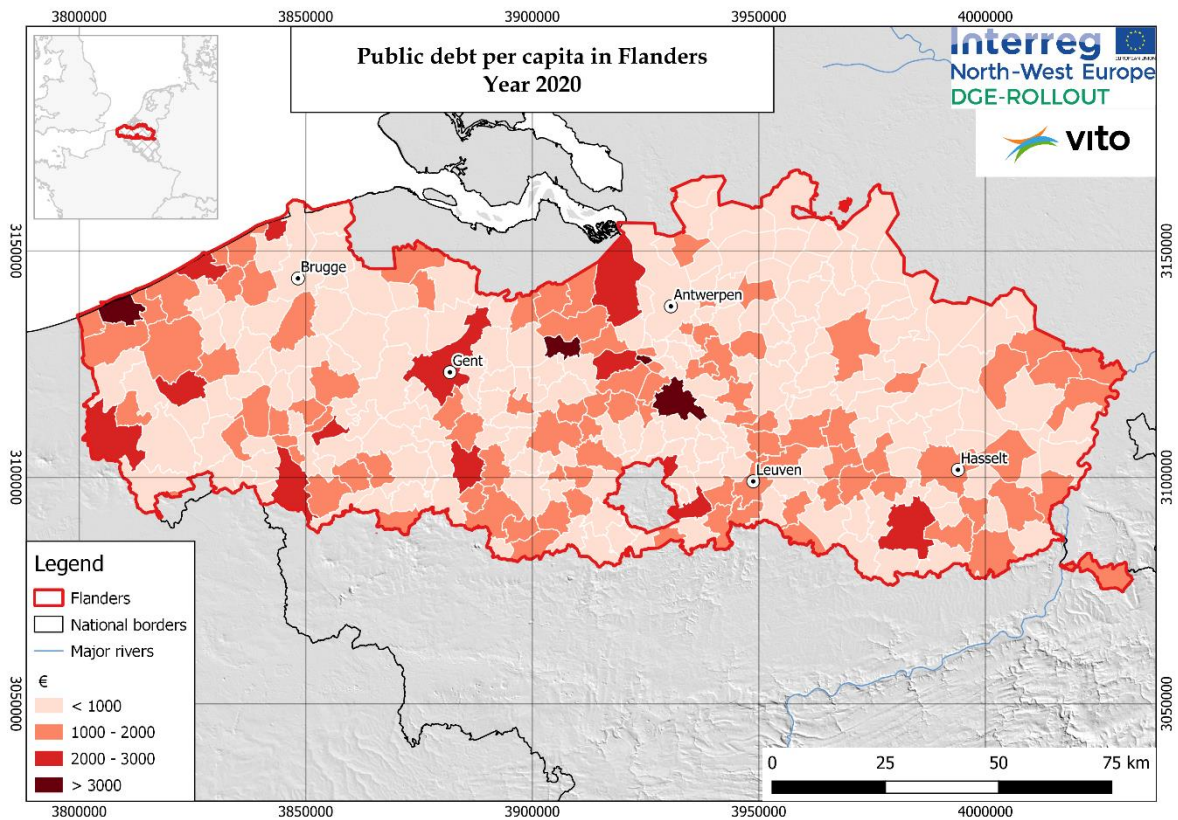 3800000
3850000
3900000
3950000
4000000
Public debt per capita in Flanders
Year 2020
Interreg
EUROPEAN UNION
North-West Europe
DGE-ROLLOUT
vito
3150000
3150000
Brugge
Antwerpen
Gent
Hasselt
Leuven
3100000
3100000
Legend
Flanders
National borders
Major rivers
€
< 1000
1000 - 2000
2000 - 3000
> 3000
3050000
3050000
0
25
50
75 km
3800000
3850000
3900000
3950000
4000000